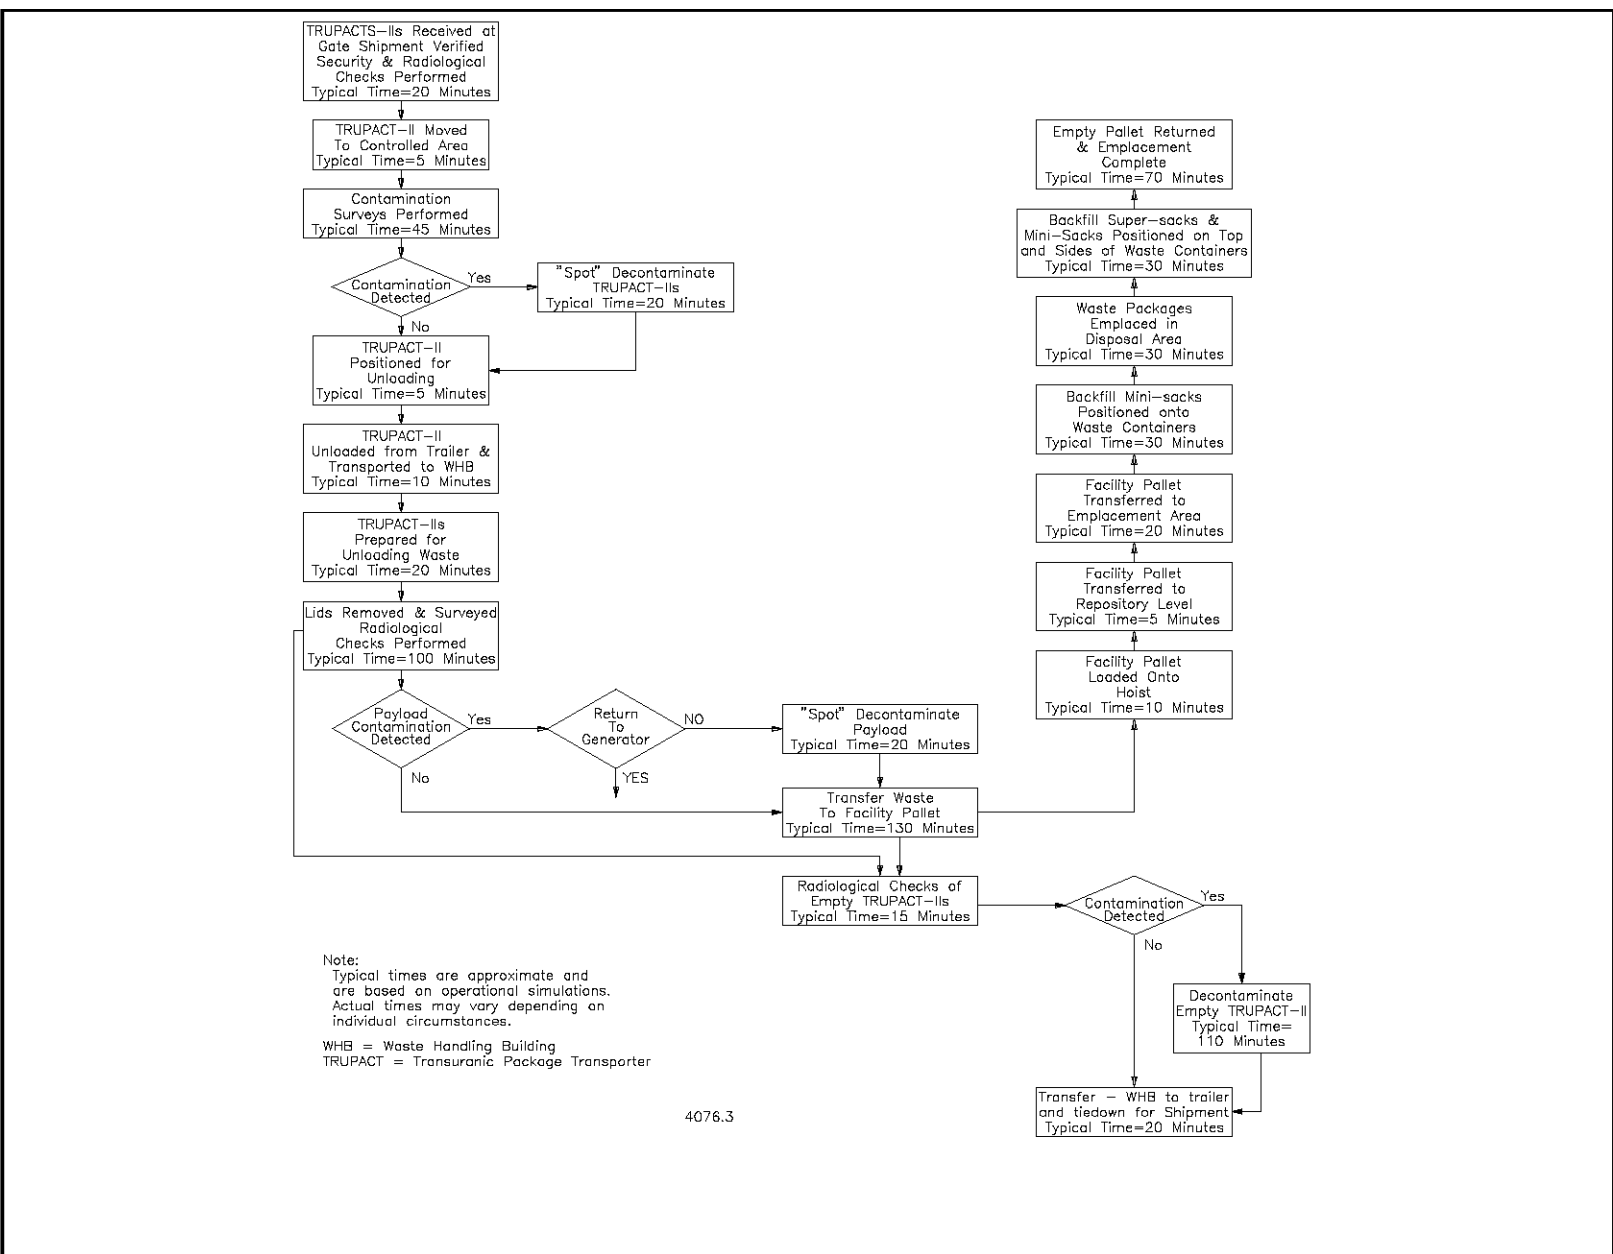 TRUPACTS-IIs Received at
Gate Shipment Verified
Security & Radiological
Checks Performed
Typical Time=20 Minutes
TRUPACT-II Moved
To Controlled Area
Typical Time=5 Minutes
Contamination
Surveys Performed
Typical Time=45 Minutes
Contamination
Detected
Yes
No
"Spot" Decontaminate
TRUPACT-IIs
Typical Time=20 Minutes
TRUPACT-II
Positioned for
Unloading
Typical Time=5 Minutes
TRUPACT-II
Unloaded from Trailer &
Transported to WHB
Typical Time=10 Minutes
TRUPACT-IIs
Prepared for
Unloading Waste
Typical Time=20 Minutes
Lids Removed & Surveyed
Radiological
Checks Performed
Typical Time=100 Minutes
Payload
Contamination
Detected
Yes
No
Return
To
Generator
NO
YES
"Spot" Decontaminate
Payload
Typical Time=20 Minutes
Transfer Waste
To Facility Pallet
Typical Time=130 Minutes
Radiological Checks of
Empty TRUPACT-IIs
Typical Time=15 Minutes
Empty Pallet Returned
& Emplacement
Complete
Typical Time=70 Minutes
Backfill Super-sacks &
Mini-Sacks Positioned on Top
and Sides of Waste Containers
Typical Time=30 Minutes
Waste Packages
Emplaced in
Disposal Area
Typical Time=30 Minutes
Backfill Mini-sacks
Positioned onto
Waste Containers
Typical Time=30 Minutes
Facility Pallet
Transferred to
Emplacement Area
Typical Time=20 Minutes
Facility Pallet
Transferred to
Repository Level
Typical Time=5 Minutes
Facility Pallet
Loaded Onto
Hoist
Typical Time=10 Minutes
Contamination
Detected
Yes
No
Decontaminate
Empty TRUPACT-II
Typical Time=
110 Minutes
Transfer - WHB to trailer
and tiedown for Shipment
Typical Time=20 Minutes
Note:
Typical times are approximate and
are based on operational simulations.
Actual times may vary depending on
individual circumstances.
WHB = Waste Handling Building
TRUPACT = Transuranic Package Transporter
4076.3